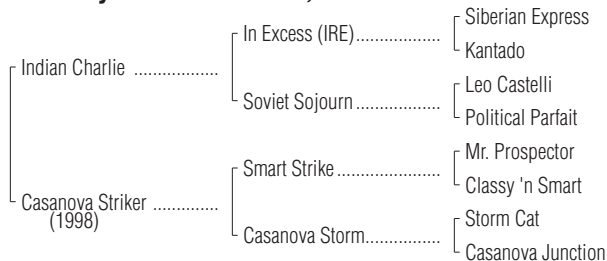 Siberian Express
In Excess (IRE)
Kantado
Indian Charlie
Leo Castelli
Soviet Sojourn
Political Parfait
Mr. Prospector
Smart Strike
Classy 'n Smart
Casanova Striker
(1998)
Storm Cat
Casanova Storm
Casanova Junction